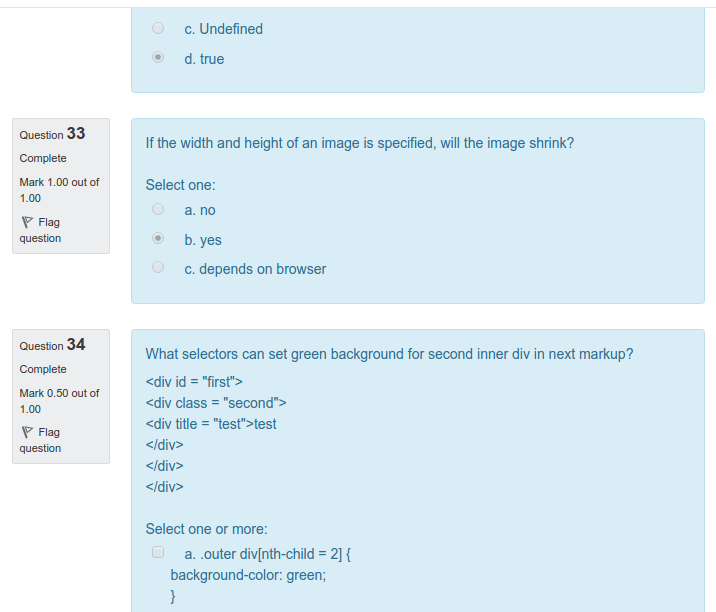 c. Undefined
d. true
Question 33
Complete
Mark 1.00 out of
1.00
Flag
question
If the width and height of an image is specified, will the image shrink?
Select one:
a. no
b. yes
c. depends on browser
Question 34
Complete
Mark 0.50 out of
1.00
Flag
question
What selectors can set green background for second inner div in next markup?
<div id = "first">
<div class = "second">
<div title = "test">test
</div>
</div>
</div>
Select one or more:
a. .outer div[nth-child = 2] {
background-color: green;
}